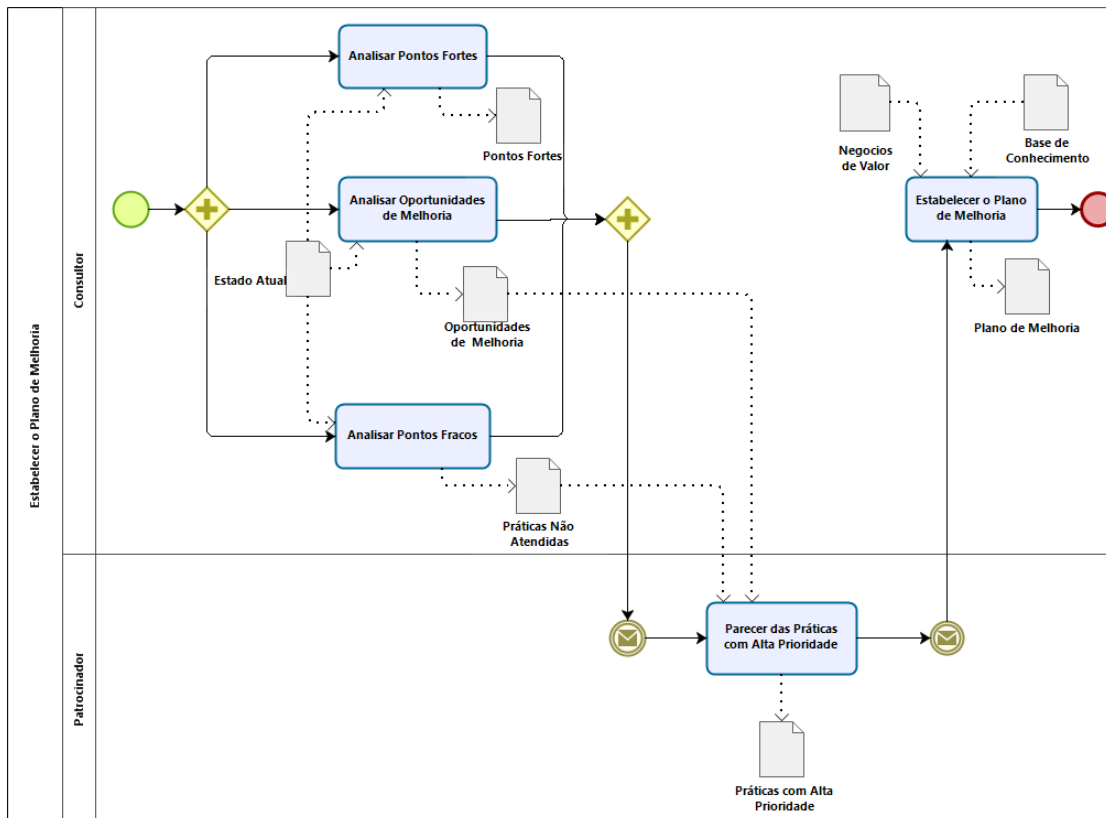 Estabelecer o Plano de Melhoria
Consultor
Analisar Pontos Fortes
Pontos Fortes
Analisar Oportunidades
de Melhoria
Estado Atual
Oportunidades
de Melhoria
Analisar Pontos Fracos
Práticas Não
Atendidas
Negocios
de Valor
Base de
Conhecimento
Estabelecer o Plano
de Melhoria
Plano de Melhoria
Patrocinador
Parecer das Práticas
com Alta Prioridade
Práticas com Alta
Prioridade